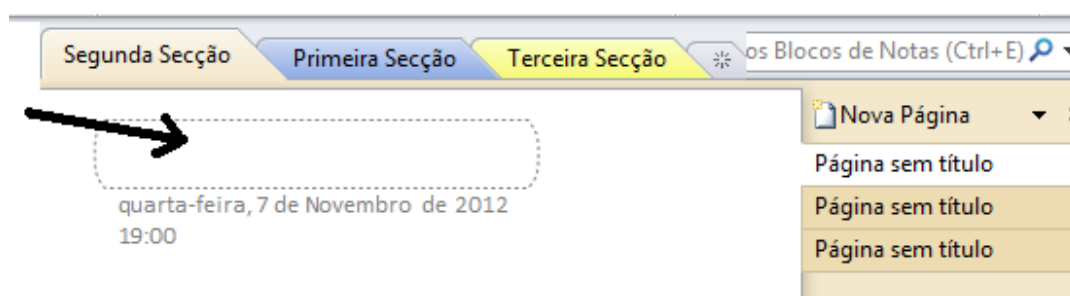 Segunda Secção Primeira Secção Terceira Secção os Blocos de Notas (Ctrl+E)
Nova Página
Página sem título
Página sem título
Página sem título
quarta-feira, 7 de Novembro de 2012
19:00